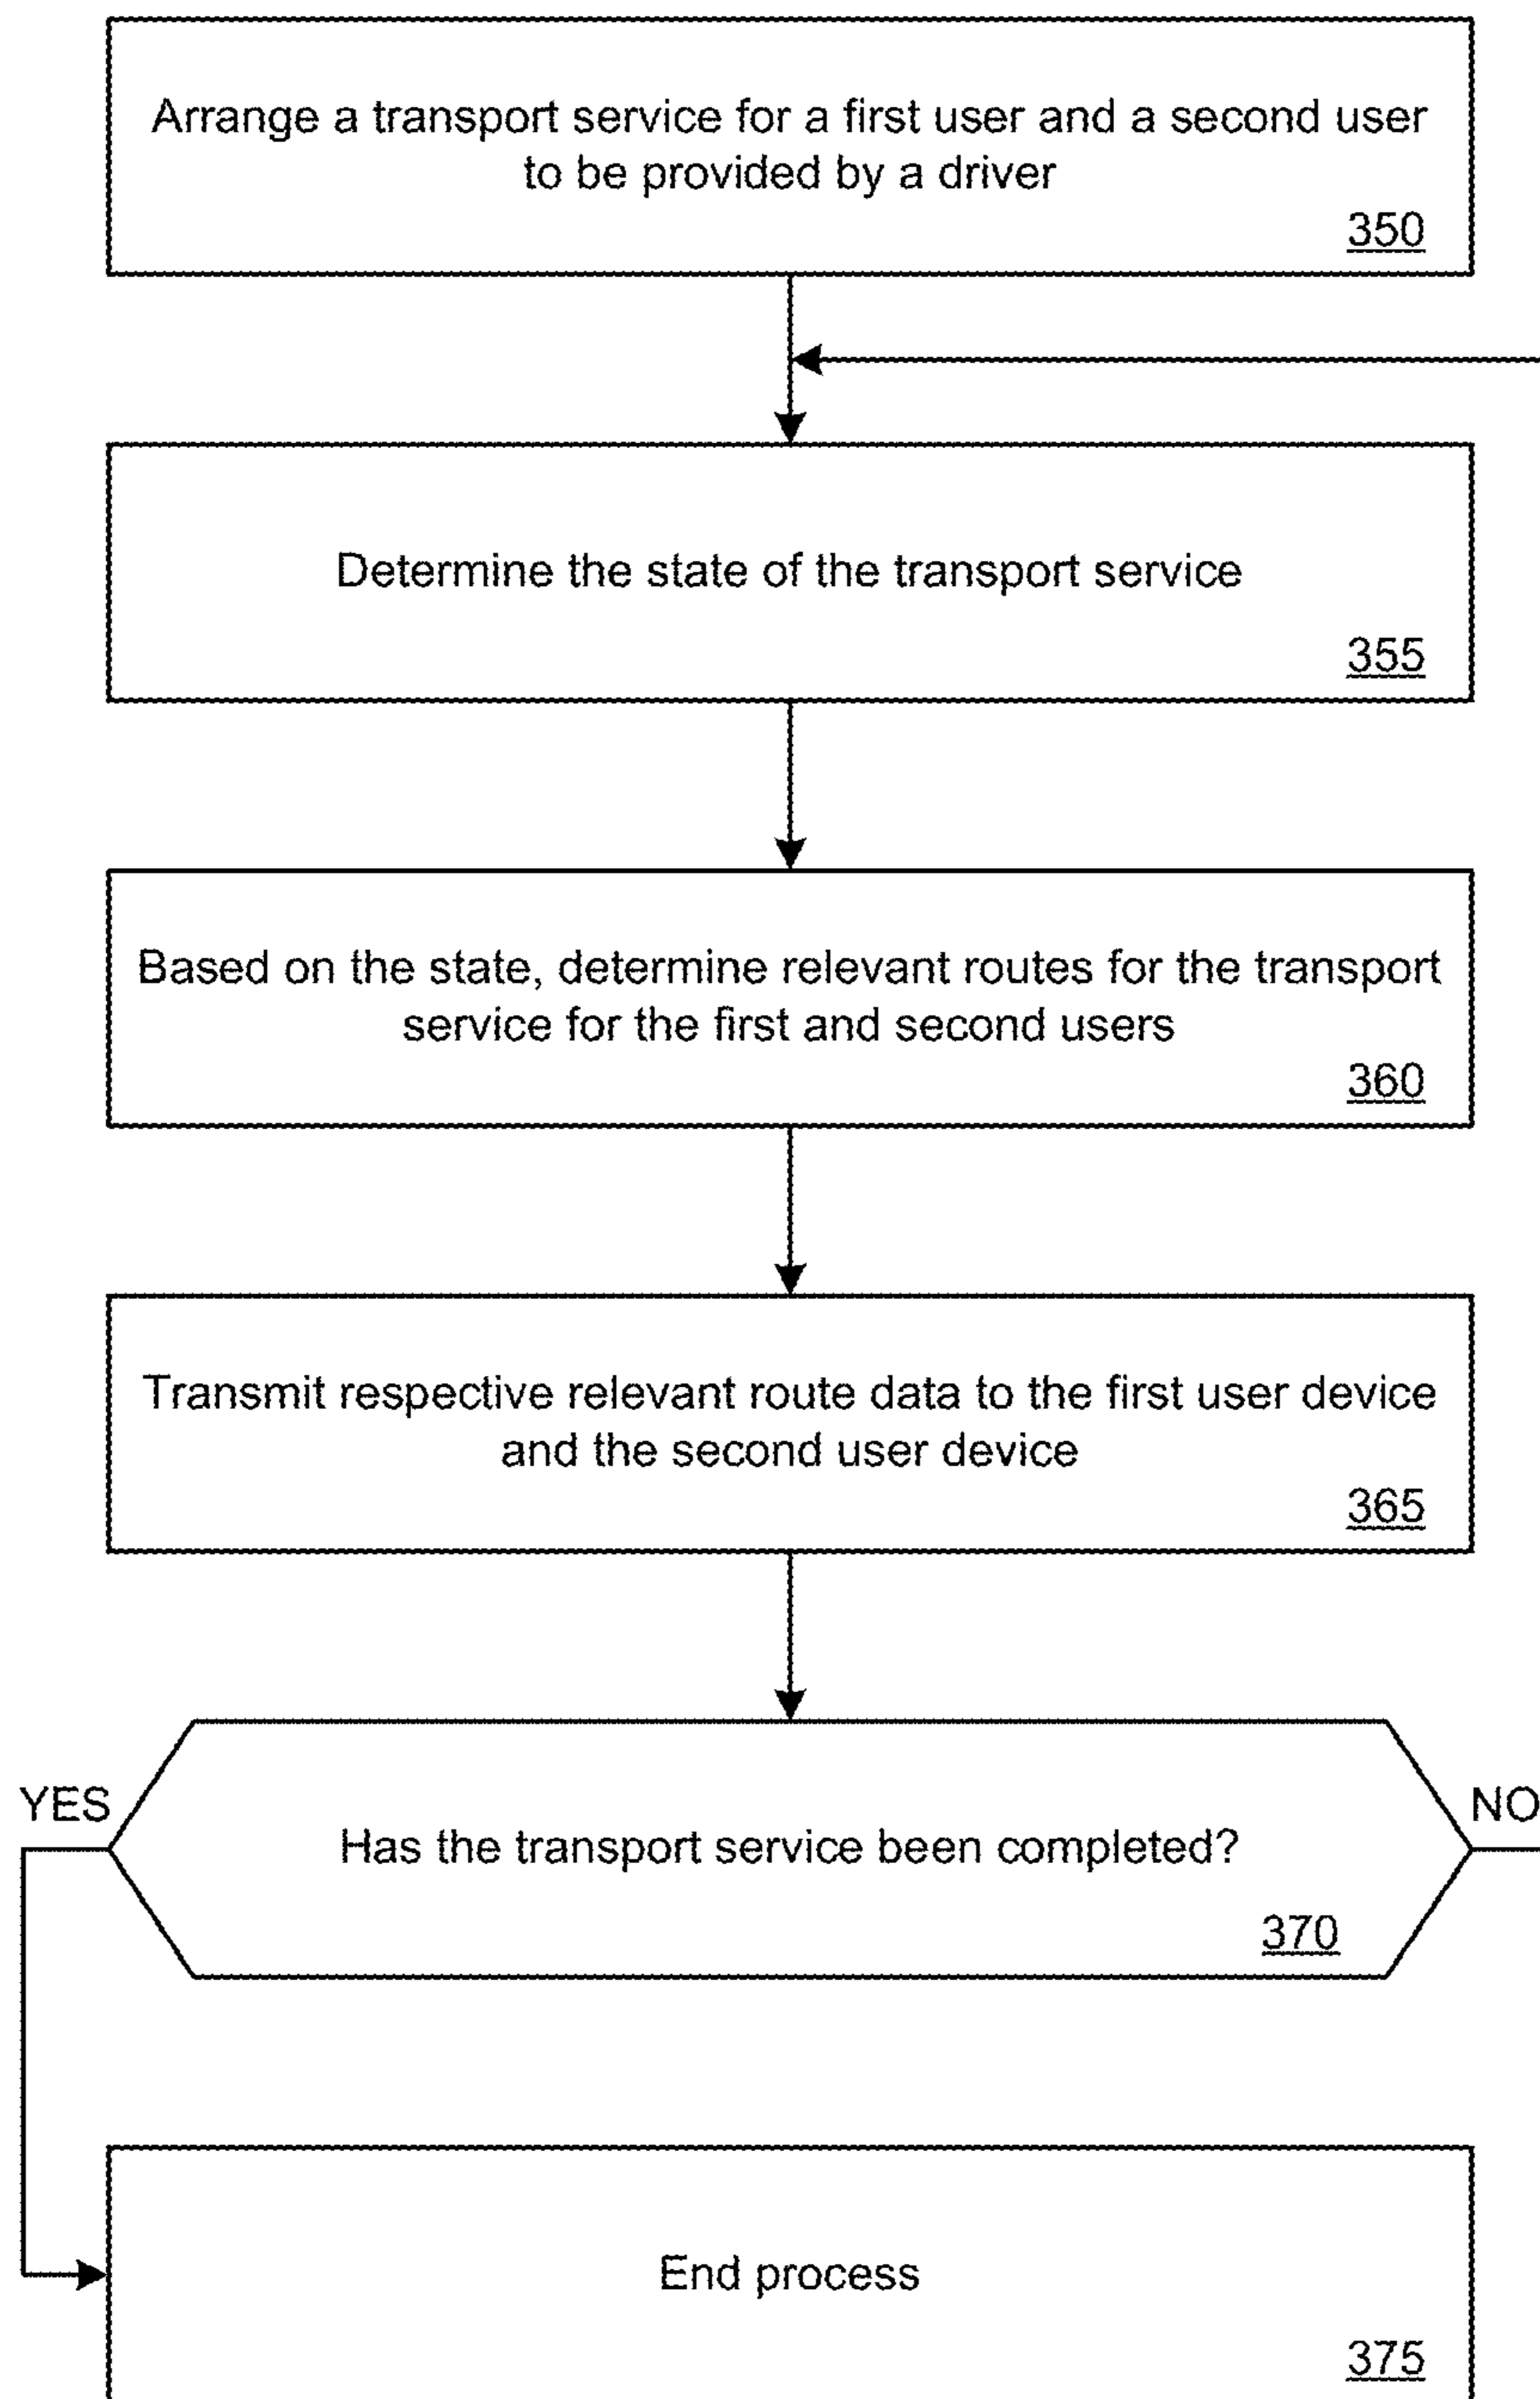 Arrange a transport service for a first user and a second user
to be provided by a driver
350
Determine the state of the transport service
355
Based on the state, determine relevant routes for the transport
service for the first and second users
360
Transmit respective relevant route data to the first user device
and the second user device
365
YES
NO
Has the transport service been completed?
370
End process
375